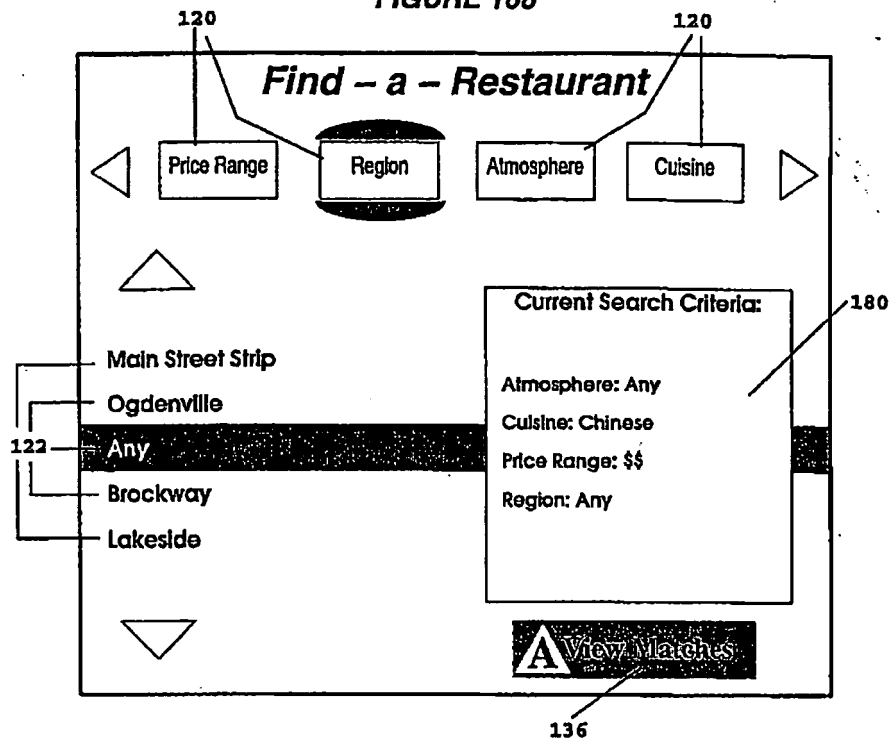 120 120
Find – a – Restaurant
Price Range Region Atmosphere Cuisine
Current Search Criteria:
180
Main Street Strip
Atmosphere: Any
Ogdenville
Cuisine: Chinese
122 Any
Price Range: $$
Brockway
Region: Any
Lakeside
A View Matches
136